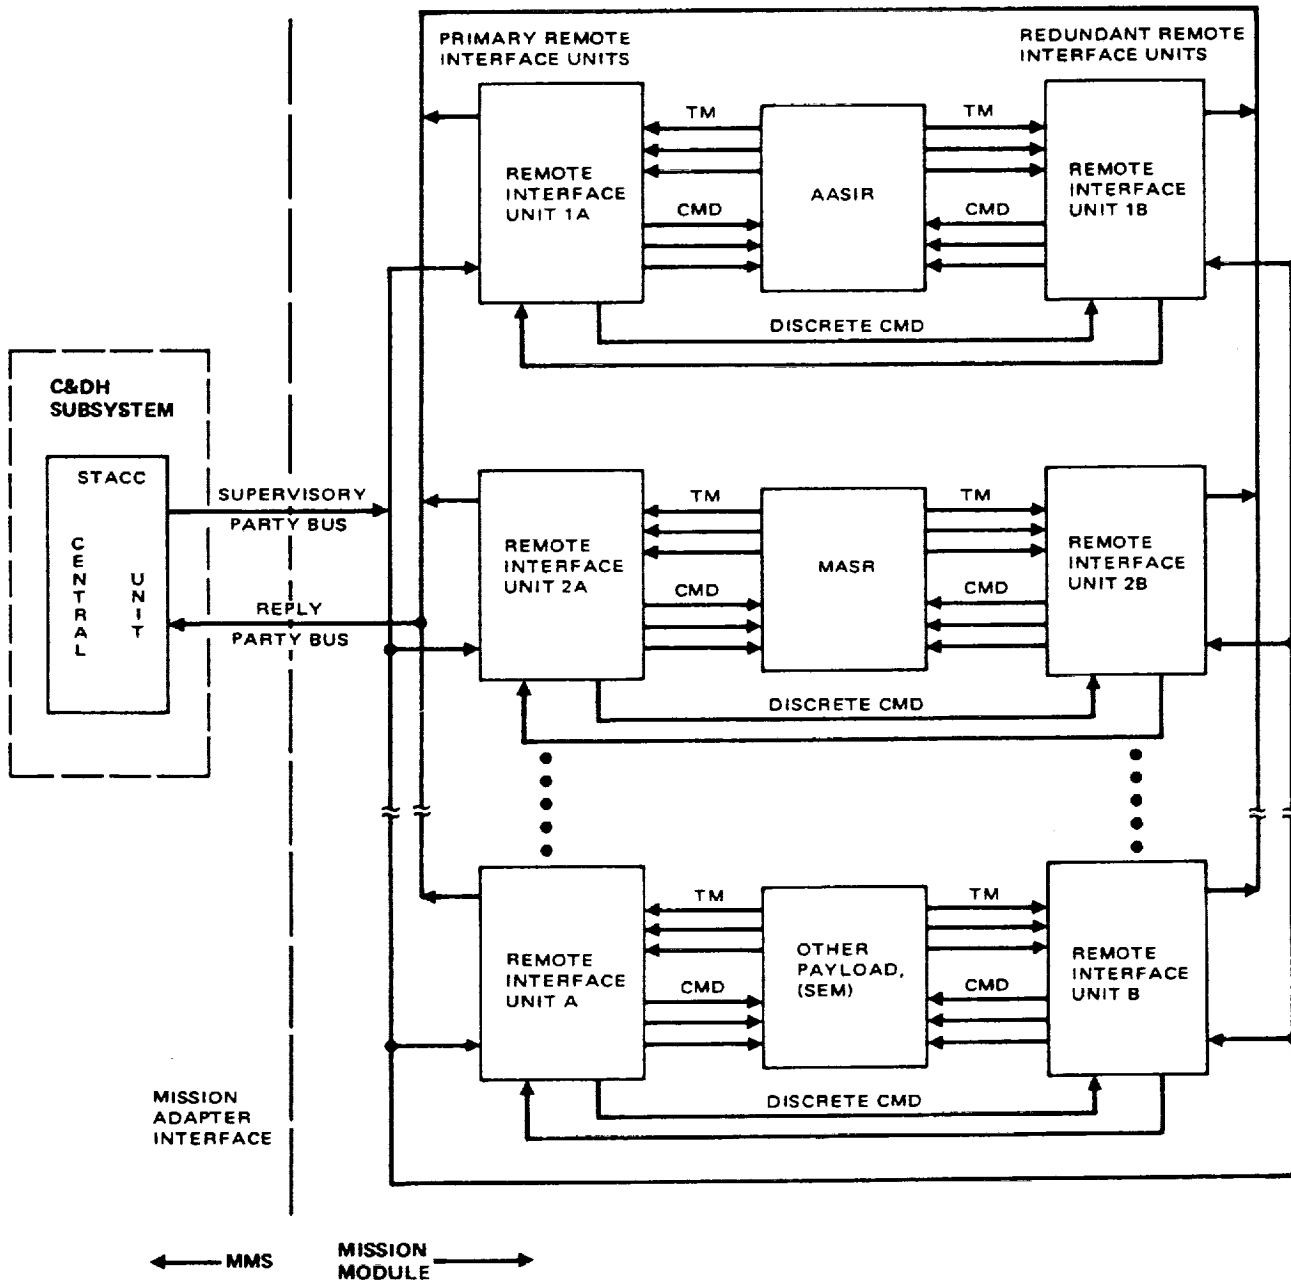 PRIMARY REMOTE
INTERFACE UNITS
REDUNDANT REMOTE
INTERFACE UNITS
REMOTE
INTERFACE
UNIT 1A
TM
CMD
AASIR
TM
CMD
REMOTE
INTERFACE
UNIT 1B
DISCRETE CMD
C&DH
SUBSYSTEM
STACC
CENTRAL
UNIT
SUPERVISORY
PARTY BUS
REPLY
PARTY BUS
REMOTE
INTERFACE
UNIT 2A
TM
CMD
MASR
TM
CMD
REMOTE
INTERFACE
UNIT 2B
DISCRETE CMD
REMOTE
INTERFACE
UNIT A
TM
CMD
OTHER
PAYLOAD,
(SEM)
TM
CMD
REMOTE
INTERFACE
UNIT B
DISCRETE CMD
MISSION
ADAPTER
INTERFACE
MMS
MISSION
MODULE